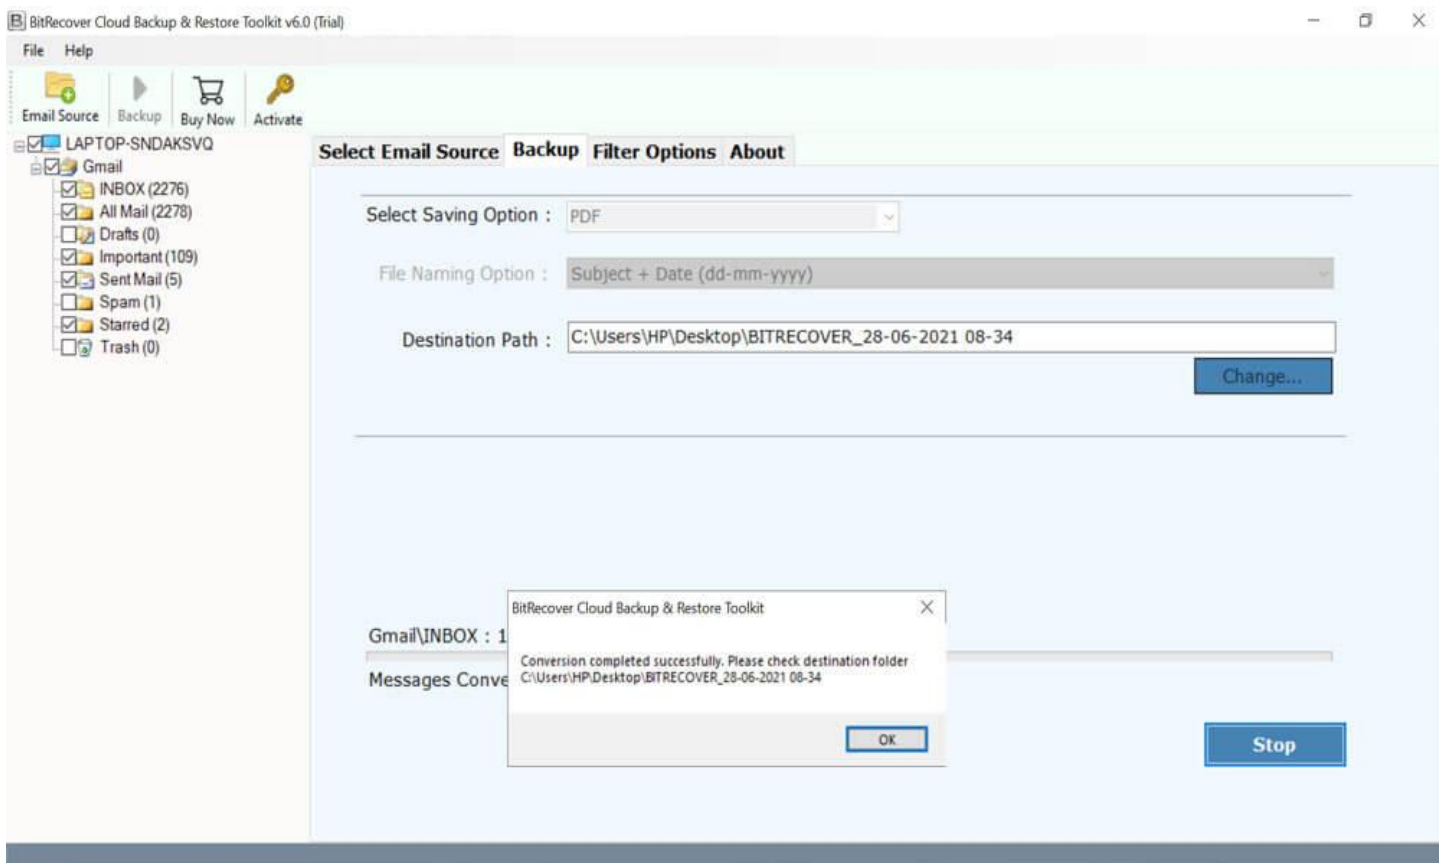 BitRecover Cloud Backup & Restore Toolkit v6.0 (Trial)
File Help
Email Source Backup Buy Now Activate
LAPTOP-SNDAKSVQ
Gmail
INBOX (2276)
All Mail (2278)
Drafts (0)
Important (109)
Sent Mail (5)
Spam (1)
Starred (2)
Trash (0)
Select Email Source Backup Filter Options About
Select Saving Option : PDF
File Naming Option : Subject + Date (dd-mm-yyyy)
Destination Path : C:\Users\HP\Desktop\BITRECOVER_28-06-2021 08-34
Change...
Gmail\INBOX : 1
Messages Conve
BitRecover Cloud Backup & Restore Toolkit
Conversion completed successfully. Please check destination folder
C:\Users\HP\Desktop\BITRECOVER_28-06-2021 08-34
OK
Stop